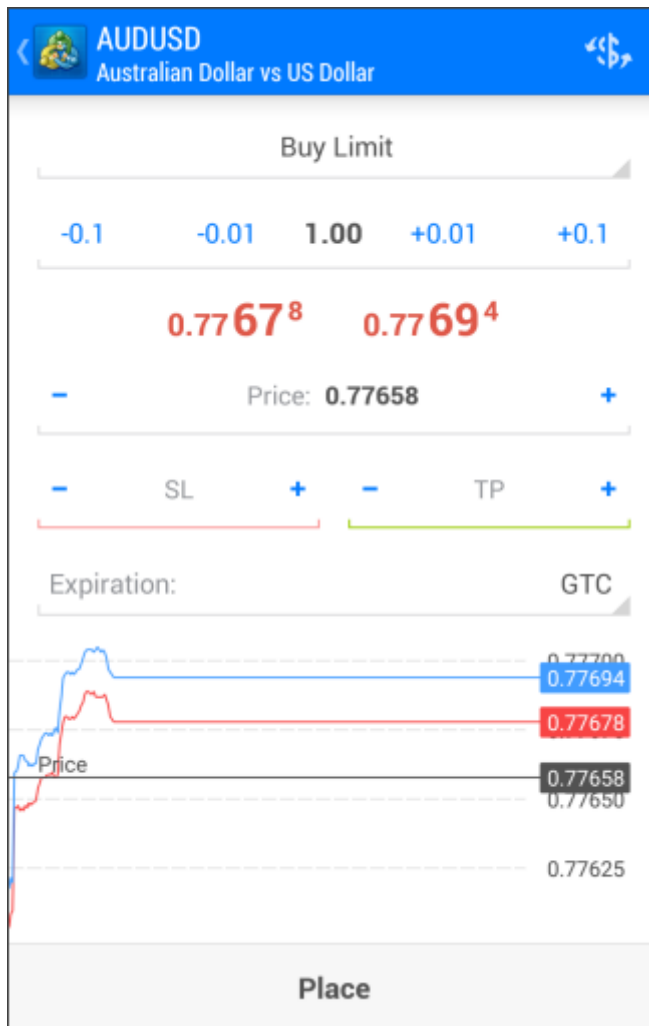 AUDUSD
Australian Dollar vs US Dollar
Buy Limit
-0.1 -0.01 1.00 +0.01 +0.1
0.77678 0.77694
- Price: 0.77658 +
- SL + - TP +
Expiration: GTC
0.77700
0.77694
0.77678
Price
0.77658
0.77650
0.77625
Place